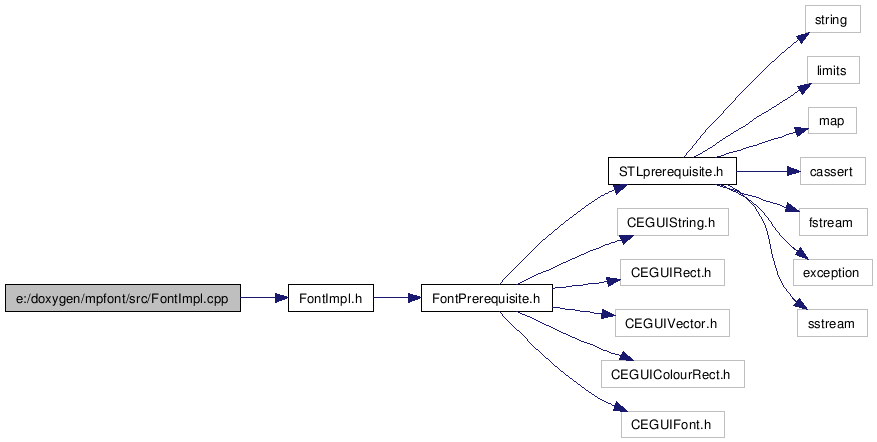 string
limits
map
STLprerequisite.h
cassert
CEGUIString.h
fstream
CEGUIRect.h
exception
e:/doxygen/mpfont/src/FontImpl.cpp
FontImpl.h
FontPrerequisite.h
CEGUIVector.h
sstream
CEGUIColourRect.h
CEGUIFont.h